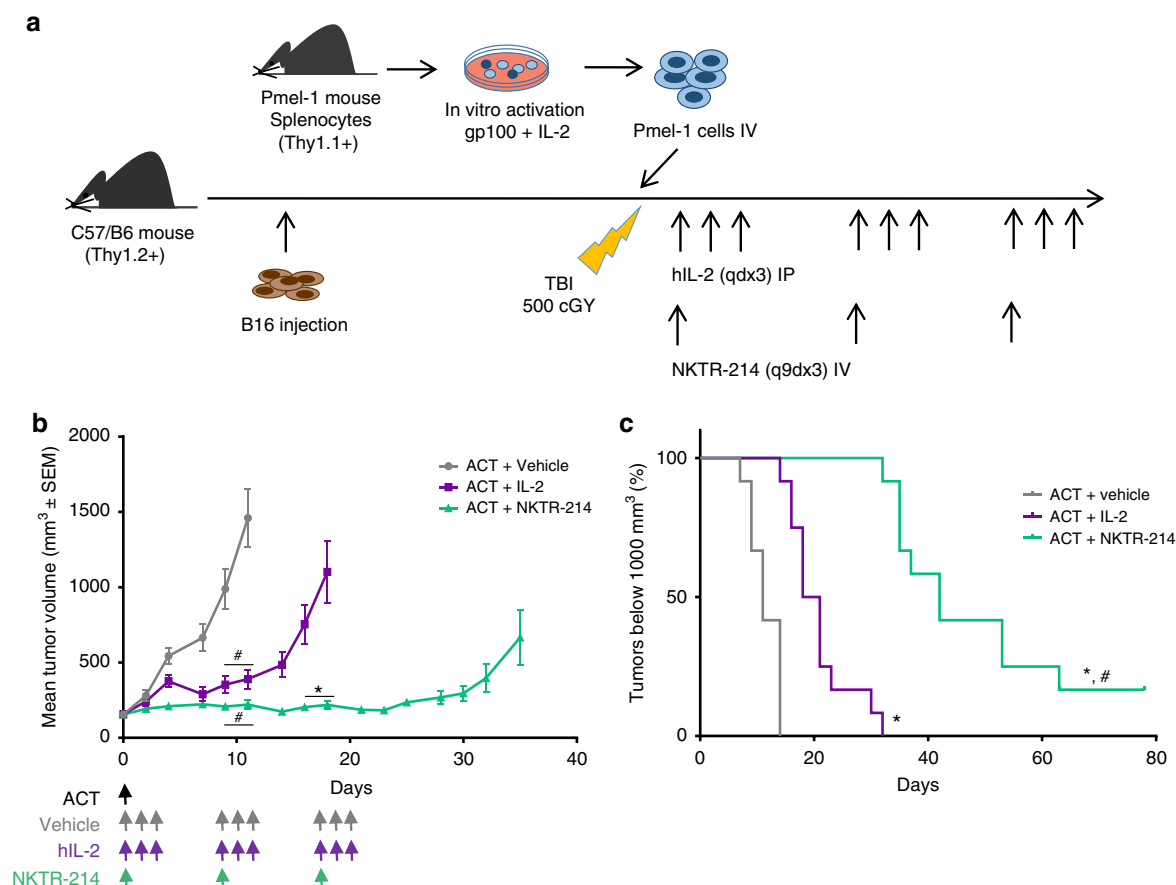 a
Pmel-1 mouse
Splenocytes
(Thy1.1+)
In vitro activation
gp100 + IL-2
Pmel-1 cells IV
C57/B6 mouse
(Thy1.2+)
B16 injection
TBI
500 cGY
hIL-2 (qdx3) IP
NKTR-214 (q9dx3) IV
b
Mean tumor volume (mm³ ± SEM)
2000
1500
1000
500
0
ACT + Vehicle
ACT + IL-2
ACT + NKTR-214
#
*
#
0 10 20 30 40
Days
ACT
Vehicle
hIL-2
NKTR-214
c
Tumors below 1000 mm³ (%)
100
50
0
ACT + vehicle
ACT + IL-2
ACT + NKTR-214
*, #
*
0 20 40 60 80
Days